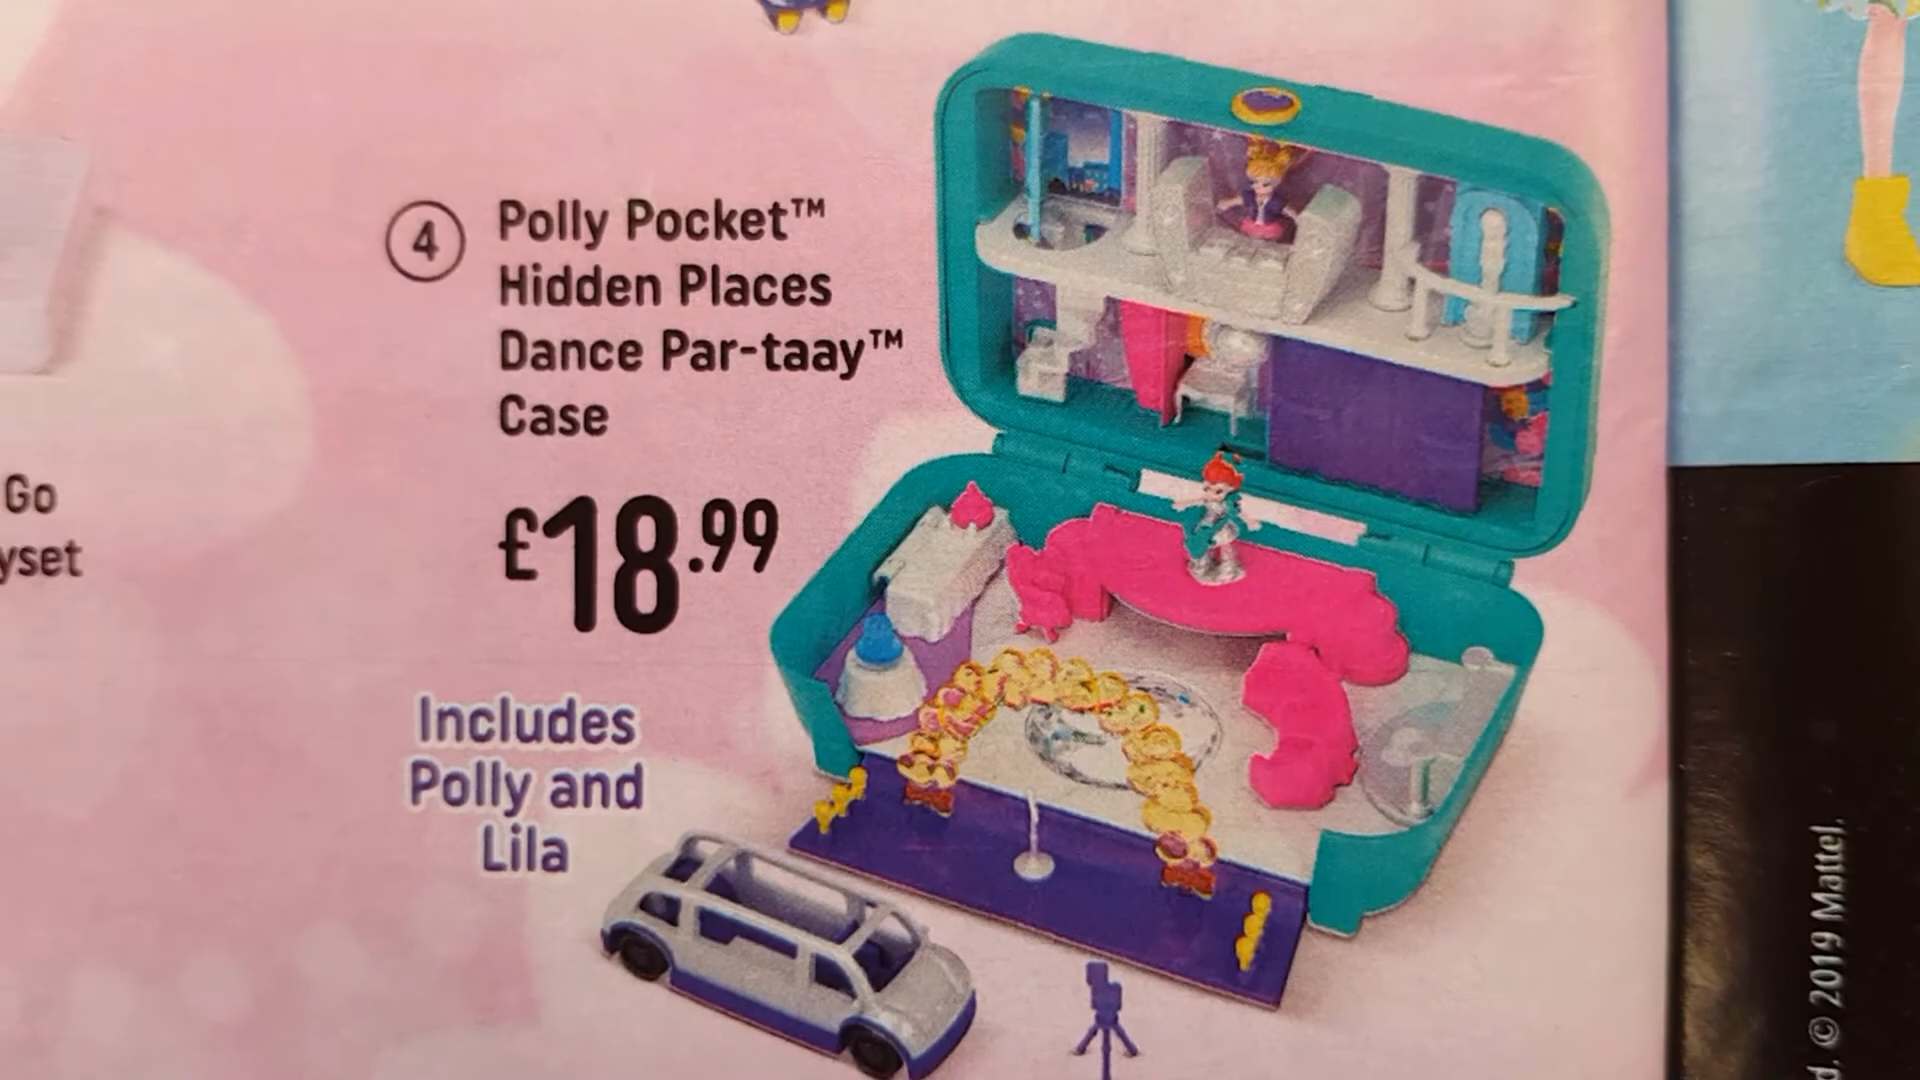 4
Polly Pocket™
Hidden Places
Dance Par-taay™
Case
£18.99
Includes
Polly and
Lila
Go
yset
d. © 2019 Mattel.